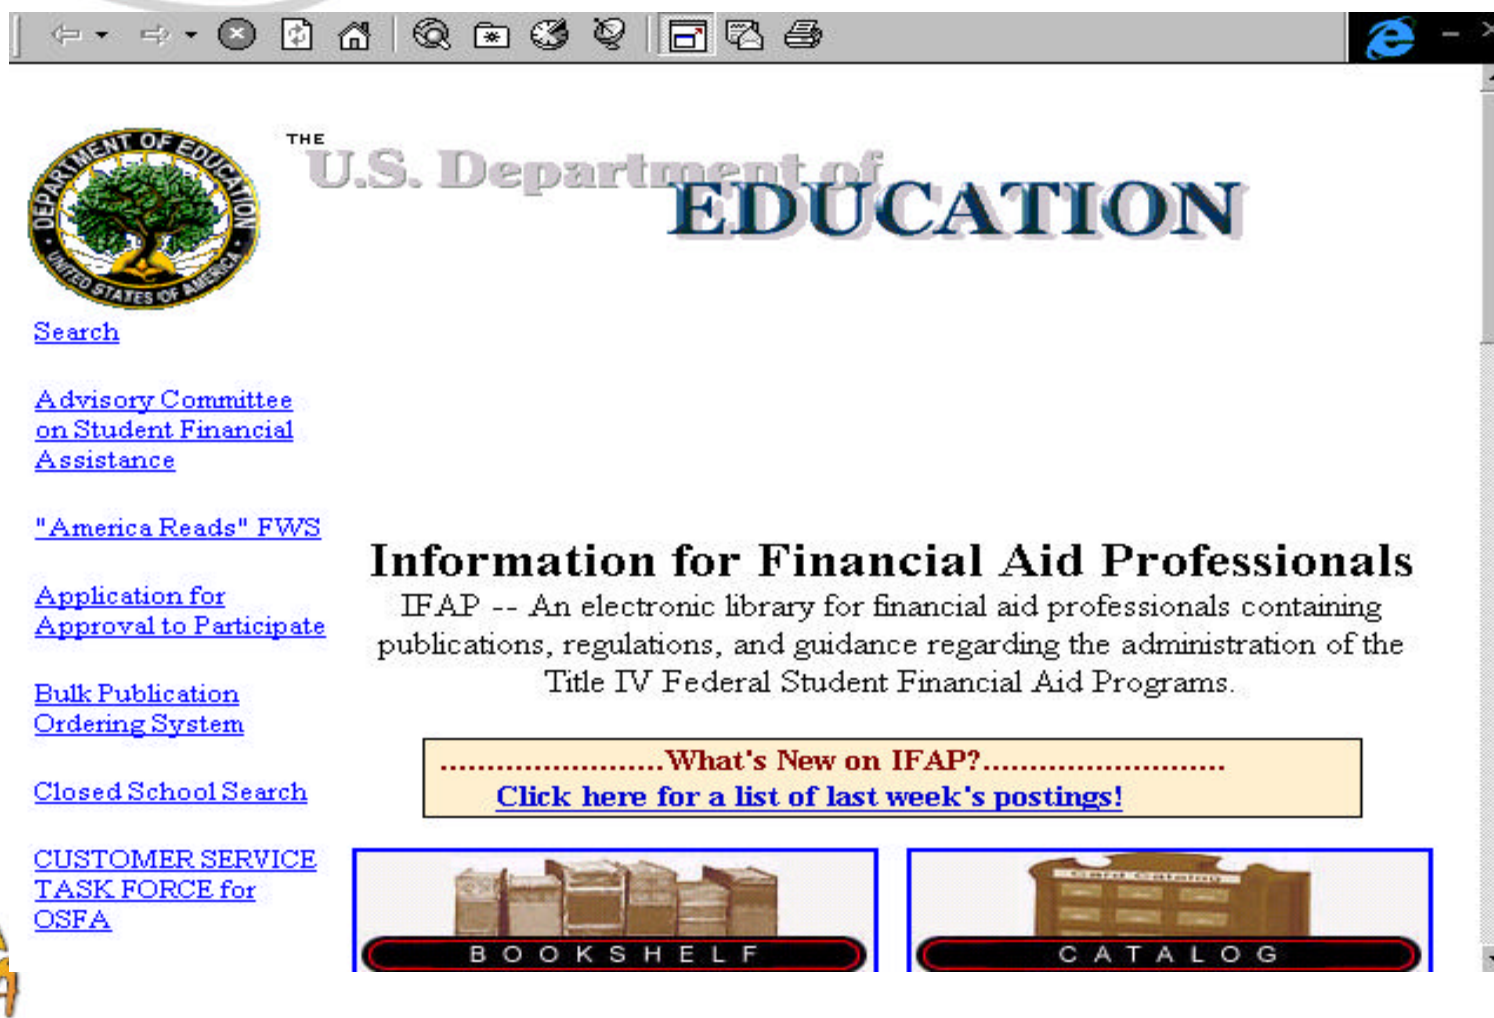 DEPARTMENT OF EDUCATION
UNITED STATES OF AMERICA
THE
U.S. Department of
EDUCATION
Search
Advisory Committee
on Student Financial
Assistance
"America Reads" FWS
Application for
Approval to Participate
Bulk Publication
Ordering System
Closed School Search
CUSTOMER SERVICE
TASK FORCE for
OSFA
Information for Financial Aid Professionals
IFAP -- An electronic library for financial aid professionals containing
publications, regulations, and guidance regarding the administration of the
Title IV Federal Student Financial Aid Programs.
........................What's New on IFAP?..........................
Click here for a list of last week's postings!
BOOKSHELF
Card Catalog
CATALOG